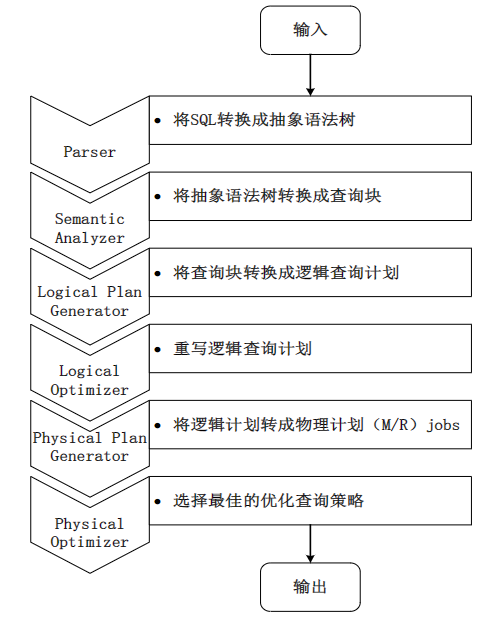 输入
Parser
• 将SQL转换成抽象语法树
Semantic
Analyzer
• 将抽象语法树转换成查询块
Logical Plan
Generator
• 将查询块转换成逻辑查询计划
Logical
Optimizer
• 重写逻辑查询计划
Physical Plan
Generator
• 将逻辑计划转成物理计划（M/R）jobs
Physical
Optimizer
• 选择最佳的优化查询策略
输出